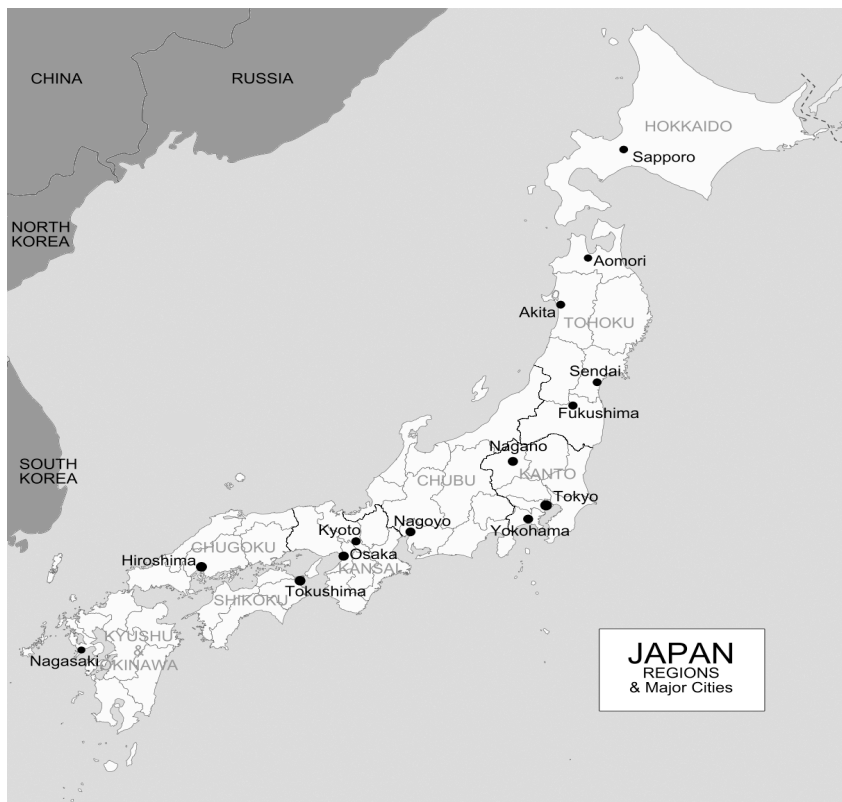 CHINA
RUSSIA
HOKKAIDO
Sapporo
NORTH
KOREA
Aomori
Akita
TOHOKU
Sendai
Fukushima
Nagano
SOUTH
KOREA
CHUBU
KANTO
Tokyo
Nagoyo
Yokohama
Kyoto
CHUGOKU
Osaka
Hiroshima
KANSAI
Tokushima
SHIKOKU
KYUSHU
&
OKINAWA
Nagasaki
JAPAN
REGIONS
& Major Cities